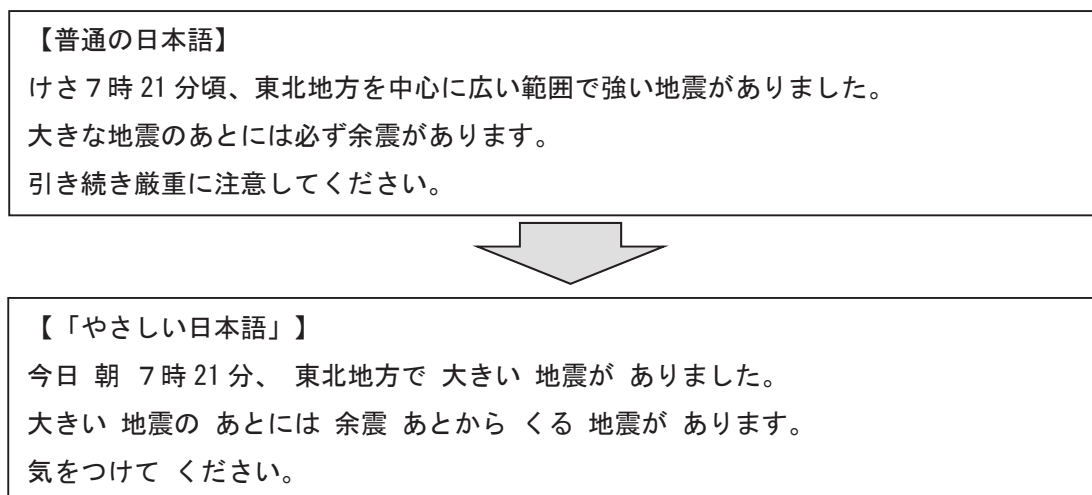 【普通の日本語】
けさ７時21分頃、東北地方を中心に広い範囲で強い地震がありました。
大きな地震のあとには必ず余震があります。
引き続き厳重に注意してください。
【「やさしい日本語」】
今日 朝 ７時21分、 東北地方で 大きい 地震が ありました。
大きい 地震の あとには 余震 あとから くる 地震が あります。
気をつけて ください。